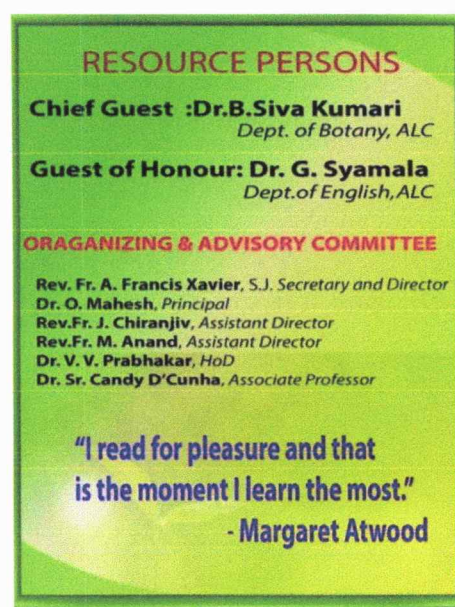 RESOURCE PERSONS
Chief Guest :Dr.B.Siva Kumari
Dept. of Botany, ALC
Guest of Honour: Dr. G. Syamala
Dept.of English,ALC
ORAGANIZING & ADVISORY COMMITTEE
Rev. Fr. A. Francis Xavier, S.J. Secretary and Director
Dr. O. Mahesh, Principal
Rev.Fr. J. Chiranjiv, Assistant Director
Rev.Fr. M. Anand, Assistant Director
Dr. V. V. Prabhakar, HoD
Dr. Sr. Candy D'Cunha, Associate Professor
"I read for pleasure and that
is the moment I learn the most."
- Margaret Atwood